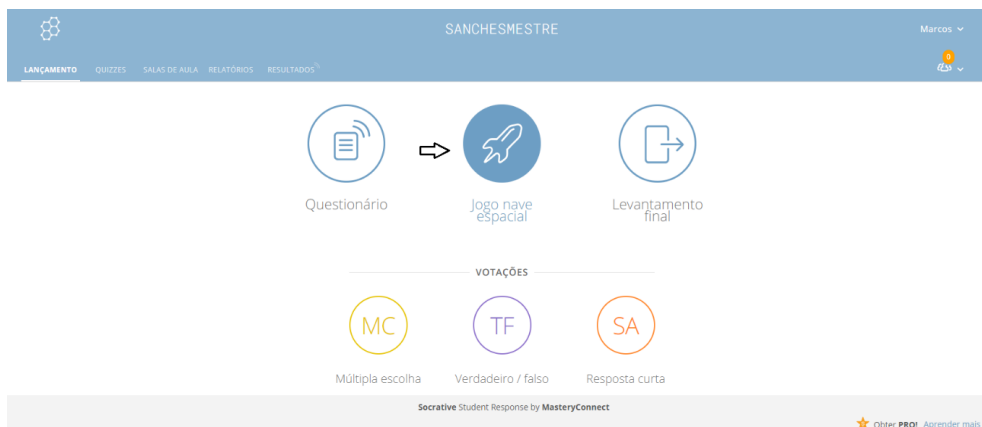 SANCHESMESTRE
Marcos
0
LANÇAMENTO QUIZZES SALAS DE AULA RELATÓRIOS RESULTADOS
Questionário
Jogo nave
espacial
Levantamento
final
VOTAÇÕES
MC TF SA
Múltipla escolha Verdadeiro / falso Resposta curta
Socrative Student Response by MasteryConnect
Obter PRO! Aprender mais